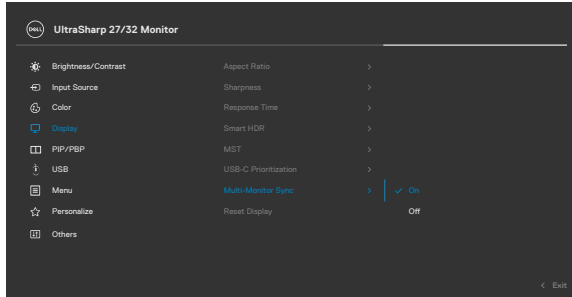 DELL UltraSharp 27/32 Monitor
Brightness/Contrast Aspect Ratio >
Input Source Sharpness >
Color Response Time >
Display Smart HDR >
PIP/PBP MST >
USB USB-C Prioritization >
Menu Multi-Monitor Sync > ✓ On
Personalize Reset Display Off
Others
< Exit